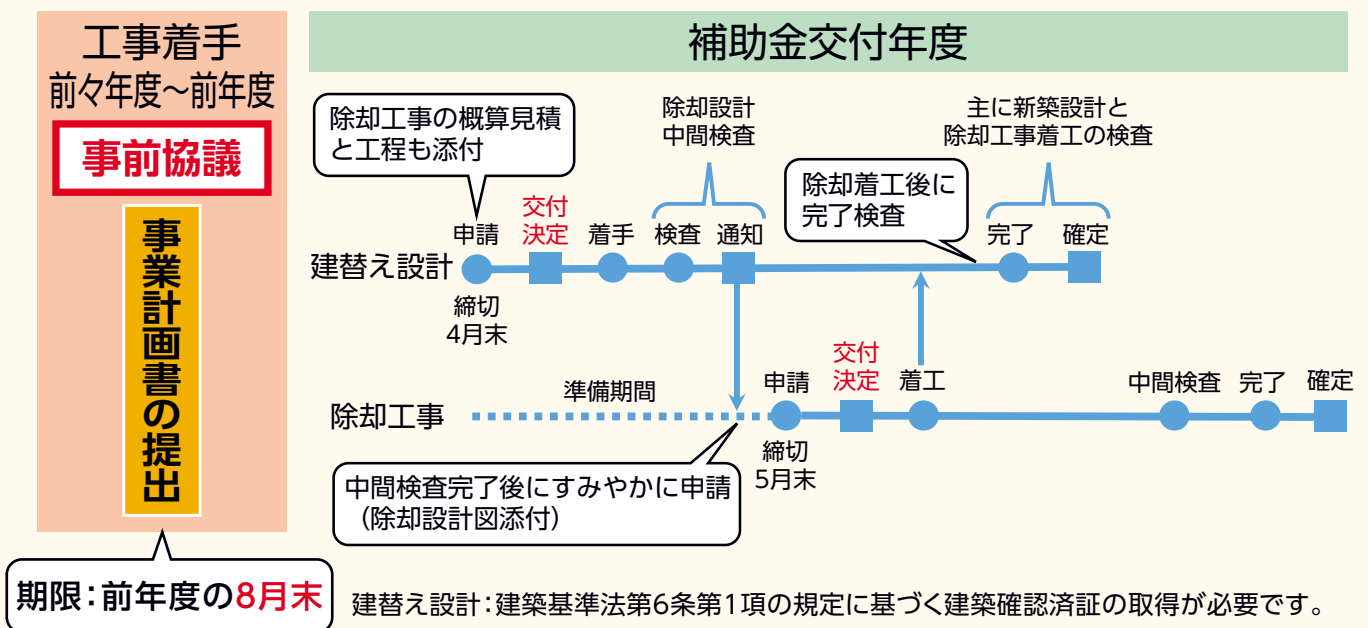 工事着手
前々年度～前年度
事前協議
事業計画書の提出
期限：前年度の8月末
補助金交付年度
除却工事の概算見積
と工程も添付
除却設計
中間検査
主に新築設計と
除却工事着工の検査
除却着工後に
完了検査
建替え設計
申請
交付
決定
着手
検査
通知
完了
確定
締切
4月末
除却工事
準備期間
申請
交付
決定
着工
中間検査
完了
確定
締切
5月末
中間検査完了後にすみやかに申請
（除却設計図添付）
建替え設計：建築基準法第6条第1項の規定に基づく建築確認済証の取得が必要です。